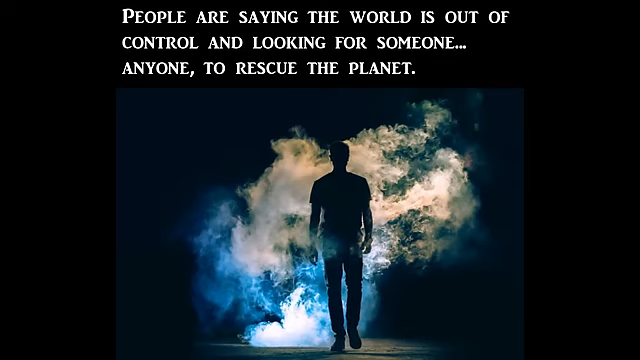 People are saying the world is out of
control and looking for someone...
anyone, to rescue the planet.